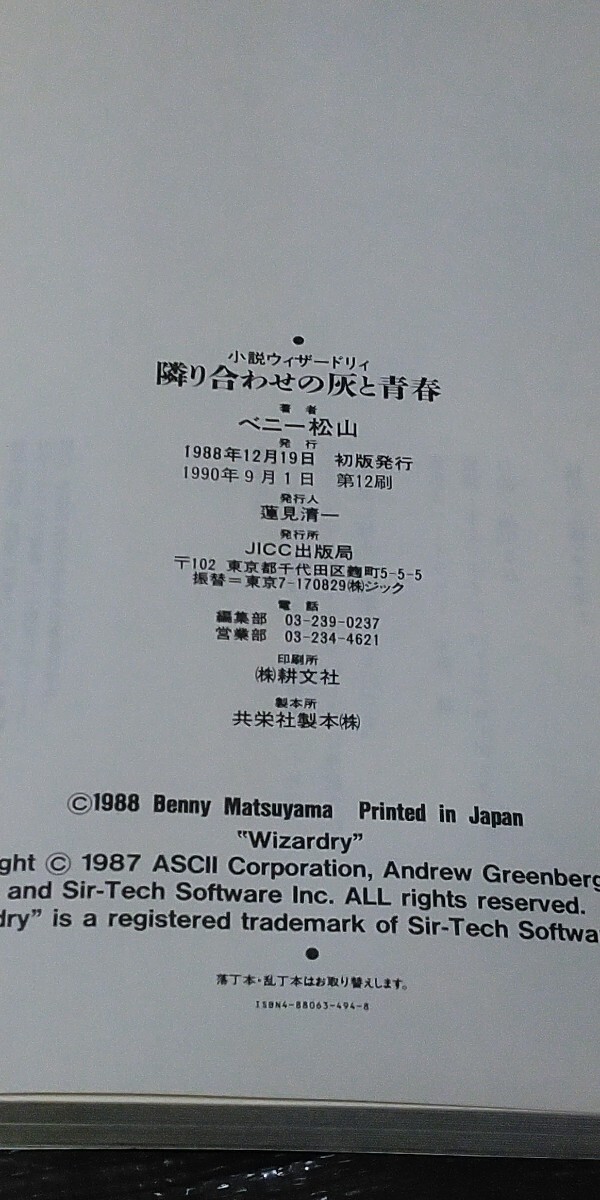 ●
小説ウィザードリィ
隣り合わせの灰と青春
著者
ベニー松山
発行
1988年12月19日 初版発行
1990年9月1日 第12刷
発行人
蓮見清一
発行所
JICC出版局
〒102 東京都千代田区麴町5-5-5
振替=東京7-170829㈱ジック
電話
編集部 03-239-0237
営業部 03-234-4621
印刷所
㈱耕文社
製本所
共栄社製本㈱
©1988 Benny Matsuyama Printed in Japan
“Wizardry”
ght © 1987 ASCII Corporation, Andrew Greenberg
and Sir-Tech Software Inc. ALL rights reserved.
dry” is a registered trademark of Sir-Tech Softwa
●
落丁本・乱丁本はお取り替えします。
ISBN4-88063-494-8